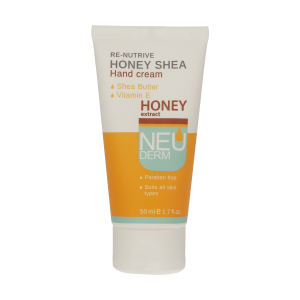 RE-NUTRIVE
HONEY SHEA
Hand cream
Shea Butter
Vitamin E
HONEY
extract
NEU
DERM
Paraben free
Suits all skin
types
50 ml e 1.7 fl.oz.